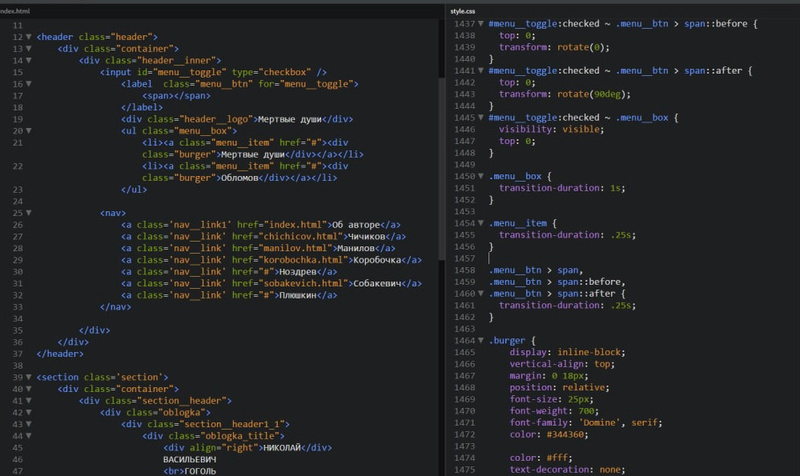 index.html
11
12 <header class="header">
13 <div class="container">
14 <div class="header__inner">
15 <input id="menu__toggle" type="checkbox" />
16 <label  class="menu__btn" for="menu__toggle">
17 <span></span>
18 </label>
19 <div class="header__logo">Мертвые души</div>
20 <ul class="menu__box">
21 <li><a class="menu__item" href="#"><div
class="burger">Мертвые души</div></a></li>
22 <li><a class="menu__item" href="#"><div
class="burger">Обломов</div></a></li>
23 </ul>
24
25 <nav>
26 <a class='nav__link1' href="index.html">Об авторе</a>
27 <a class='nav__link' href="chichicov.html">Чичиков</a>
28 <a class='nav__link' href="manilov.html">Манилов</a>
29 <a class='nav__link' href="korobochka.html">Коробочка</a>
30 <a class='nav__link' href="#">Ноздрев</a>
31 <a class='nav__link' href="sobakevich.html">Собакевич</a>
32 <a class='nav__link' href="#">Плюшкин</a>
33 </nav>
34
35 </div>
36 </div>
37 </header>
38
39 <section class='section'>
40 <div class="container">
41 <div class="section__header">
42 <div class="oblogka">
43 <div class="section__header1_1">
44 <div class="oblogka_title">
45 <div align="right">НИКОЛАЙ</div>
46 ВАСИЛЬЕВИЧ
47 <br>ГОГОЛЬ
style.css
1437 #menu__toggle:checked ~ .menu__btn > span::before {
1438 top: 0;
1439 transform: rotate(0);
1440 }
1441 #menu__toggle:checked ~ .menu__btn > span::after {
1442 top: 0;
1443 transform: rotate(90deg);
1444 }
1445 #menu__toggle:checked ~ .menu__box {
1446 visibility: visible;
1447 top: 0;
1448 }
1449
1450 .menu__box {
1451 transition-duration: 1s;
1452 }
1453
1454 .menu__item {
1455 transition-duration: .25s;
1456 }
1457
1458 .menu__btn > span,
1459 .menu__btn > span::before,
1460 .menu__btn > span::after {
1461 transition-duration: .25s;
1462 }
1463
1464 .burger {
1465 display: inline-block;
1466 vertical-align: top;
1467 margin: 0 18px;
1468 position: relative;
1469 font-size: 25px;
1470 font-weight: 700;
1471 font-family: 'Domine', serif;
1472 color: #344360;
1473
1474 color: #fff;
1475 text-decoration: none;